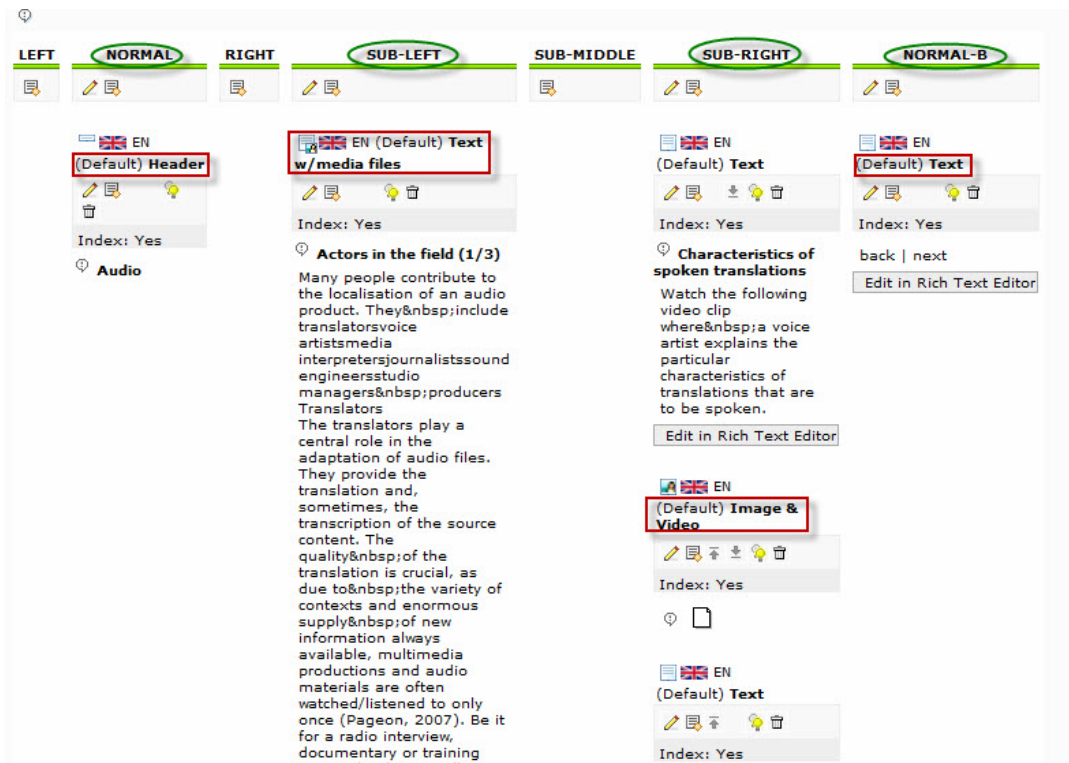 LEFT
NORMAL
RIGHT
SUB-LEFT
SUB-MIDDLE
SUB-RIGHT
NORMAL-B
EN
(Default) Header
Index: Yes
Audio
EN (Default) Text
w/media files
Index: Yes
Actors in the field (1/3)
Many people contribute to
the localisation of an audio
product. They&nbsp;include
translatorsvoice
artistsmedia
interpretersjournalistssound
engineersstudio
managers&nbsp;producers
Translators
The translators play a
central role in the
adaptation of audio files.
They provide the
translation and,
sometimes, the
transcription of the source
content. The
quality&nbsp;of the
translation is crucial, as
due to&nbsp;the variety of
contexts and enormous
supply&nbsp;of new
information always
available, multimedia
productions and audio
materials are often
watched/listened to only
once (Pageon, 2007). Be it
for a radio interview,
documentary or training
EN
(Default) Text
Index: Yes
Characteristics of
spoken translations
Watch the following
video clip
where&nbsp;a voice
artist explains the
particular
characteristics of
translations that are
to be spoken.
Edit in Rich Text Editor
EN
(Default) Image &
Video
Index: Yes
EN
(Default) Text
Index: Yes
EN
(Default) Text
Index: Yes
back | next
Edit in Rich Text Editor